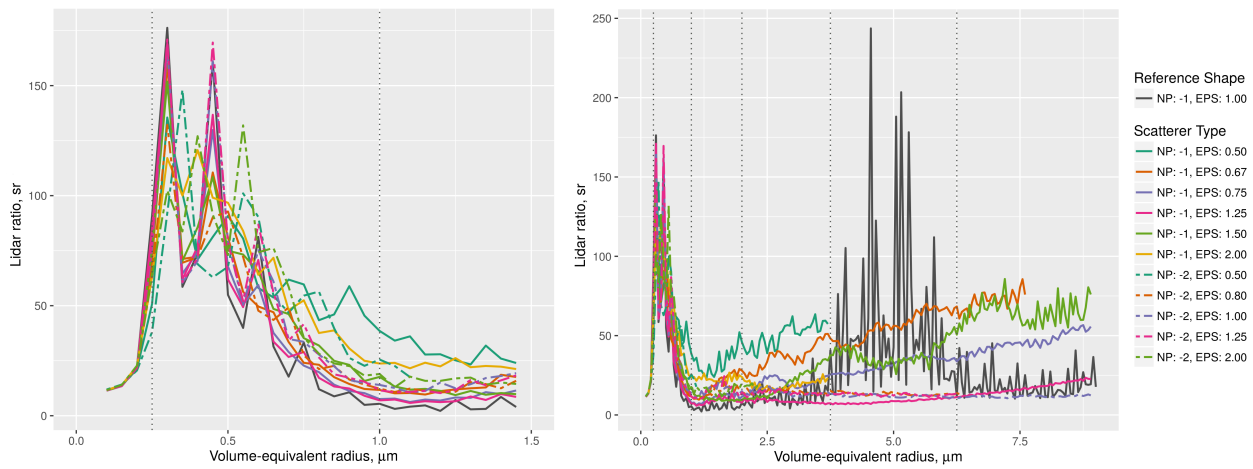 150
100
50
0
Lidar ratio, sr
0.0
0.5
1.0
1.5
Volume-equivalent radius, μm
250
200
150
100
50
0
Lidar ratio, sr
0.0
2.5
5.0
7.5
Volume-equivalent radius, μm
Reference Shape
NP: -1, EPS: 1.00
Scatterer Type
NP: -1, EPS: 0.50
NP: -1, EPS: 0.67
NP: -1, EPS: 0.75
NP: -1, EPS: 1.25
NP: -1, EPS: 1.50
NP: -1, EPS: 2.00
NP: -2, EPS: 0.50
NP: -2, EPS: 0.80
NP: -2, EPS: 1.00
NP: -2, EPS: 1.25
NP: -2, EPS: 2.00